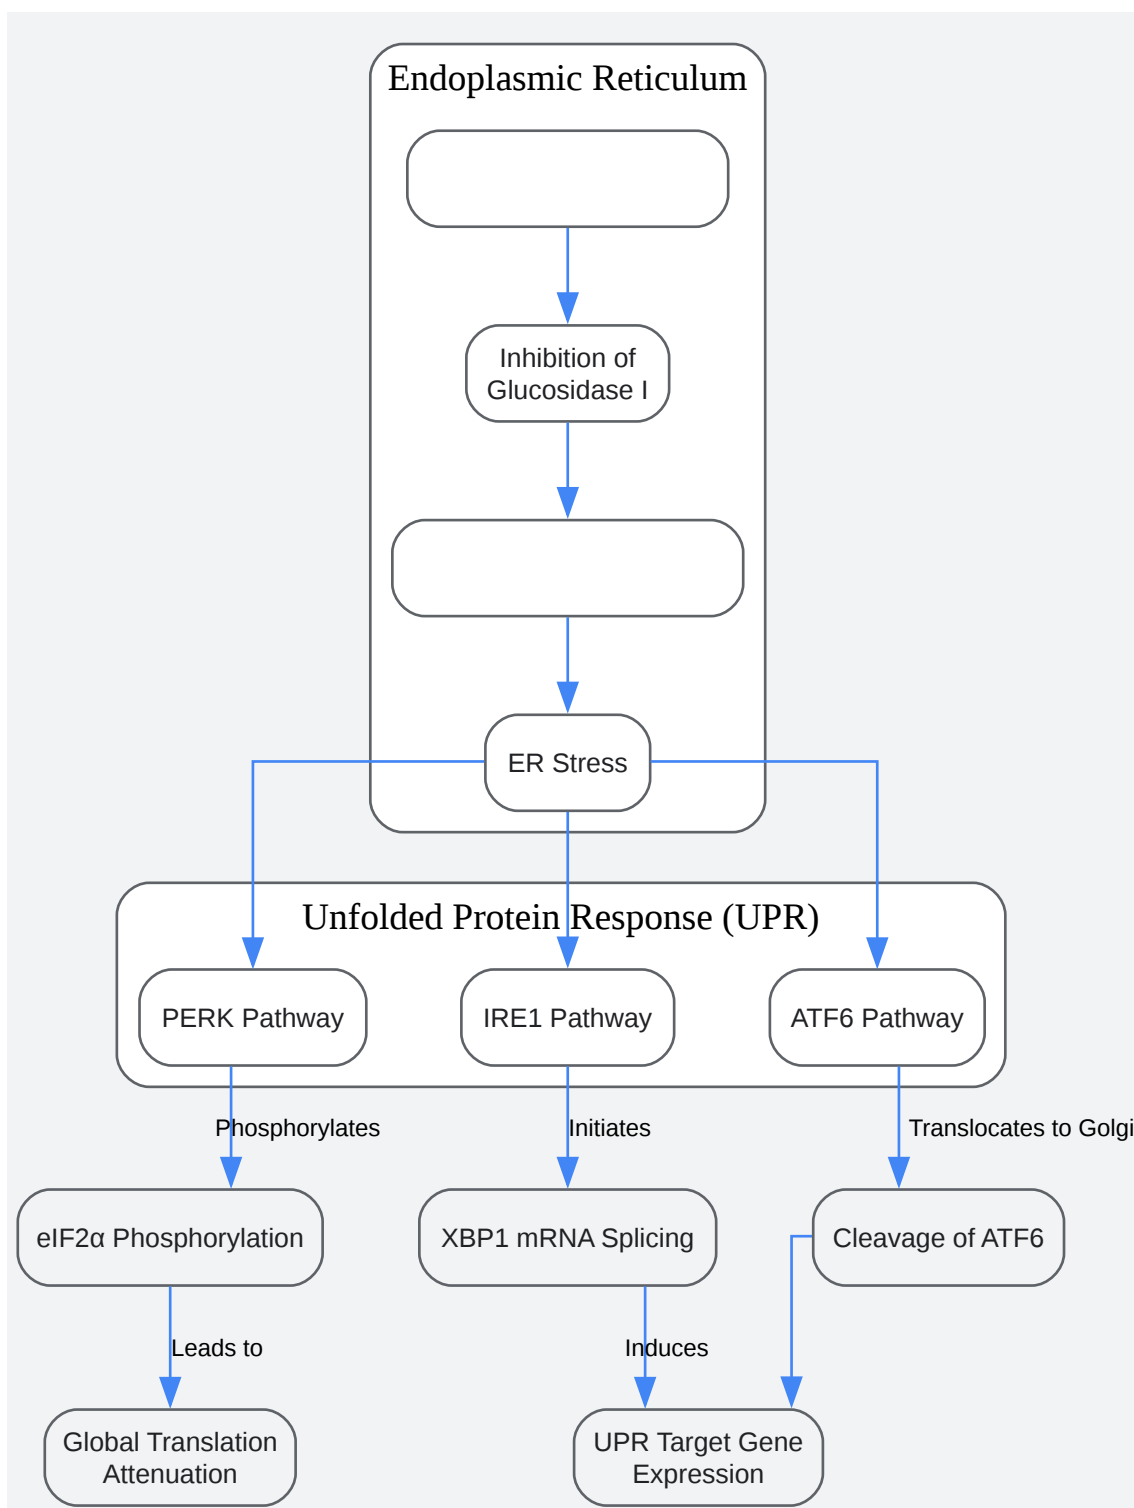 Endoplasmic Reticulum
Inhibition of
Glucosidase I
ER Stress
Unfolded Protein Response (UPR)
PERK Pathway
IRE1 Pathway
ATF6 Pathway
Phosphorylates
Initiates
Translocates to Golgi
eIF2α Phosphorylation
XBP1 mRNA Splicing
Cleavage of ATF6
Leads to
Induces
Global Translation
Attenuation
UPR Target Gene
Expression